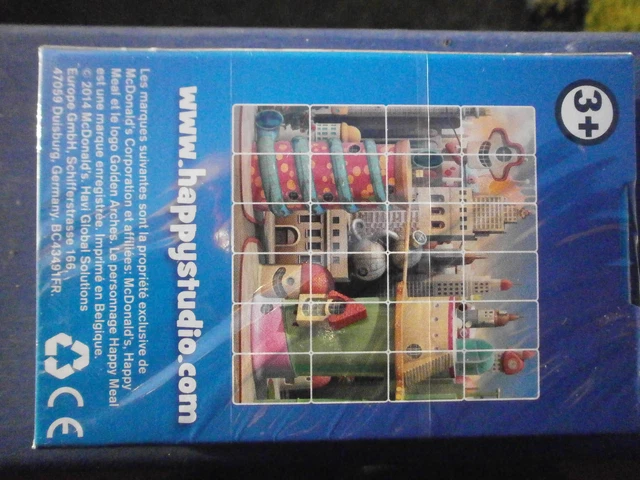 3+
www.happystudio.com
Les marques suivantes sont la propriété exclusive de
McDonald's Corporation et affiliées: McDonald's, Happy
Meal et le logo Golden Arches. Le personnage Happy Meal
est une marque enregistrée. Imprimé en Belgique.
© 2014 McDonald's. Havi Global Solutions
Europe GmbH, Schifferstrasse 166,
47059 Duisburg, Germany. BC43491FR.
CE